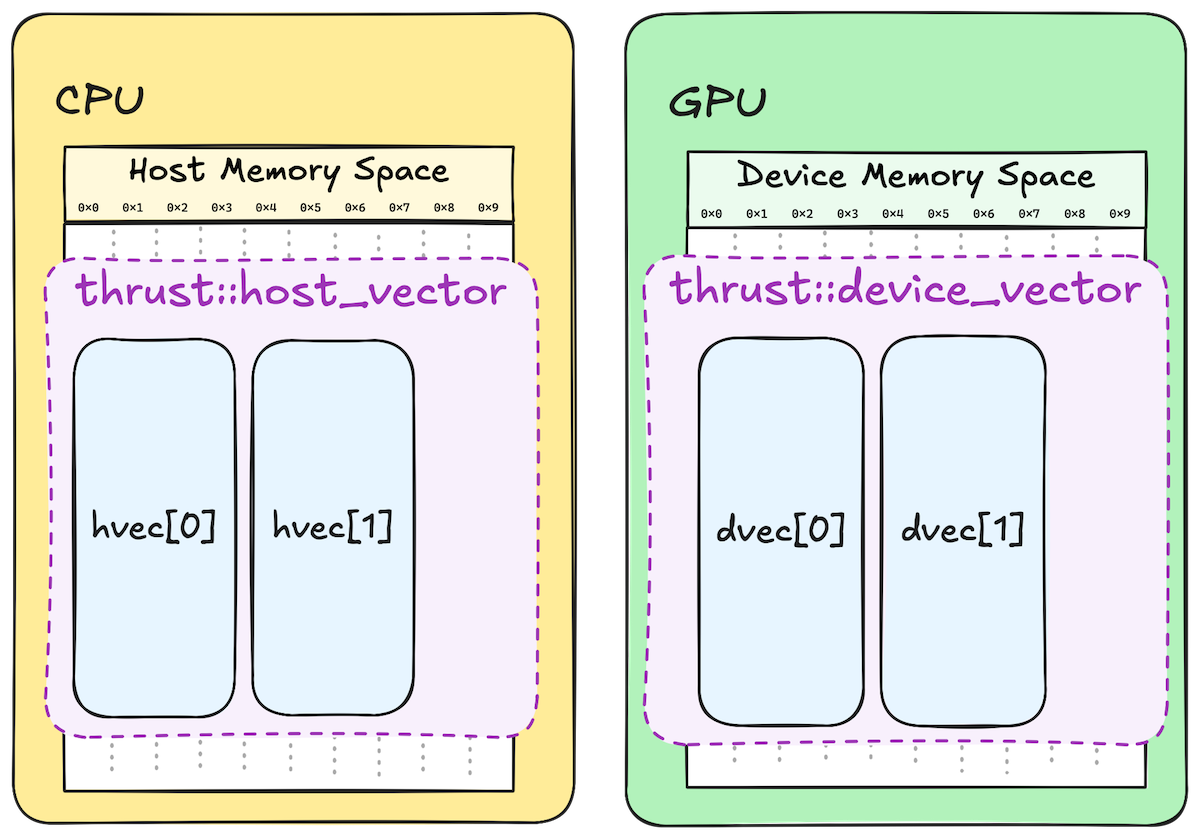 CPU
Host Memory Space
0x0 0x1 0x2 0x3 0x4 0x5 0x6 0x7 0x8 0x9
thrust::host_vector
hvec[0] hvec[1]
GPU
Device Memory Space
0x0 0x1 0x2 0x3 0x4 0x5 0x6 0x7 0x8 0x9
thrust::device_vector
dvec[0] dvec[1]